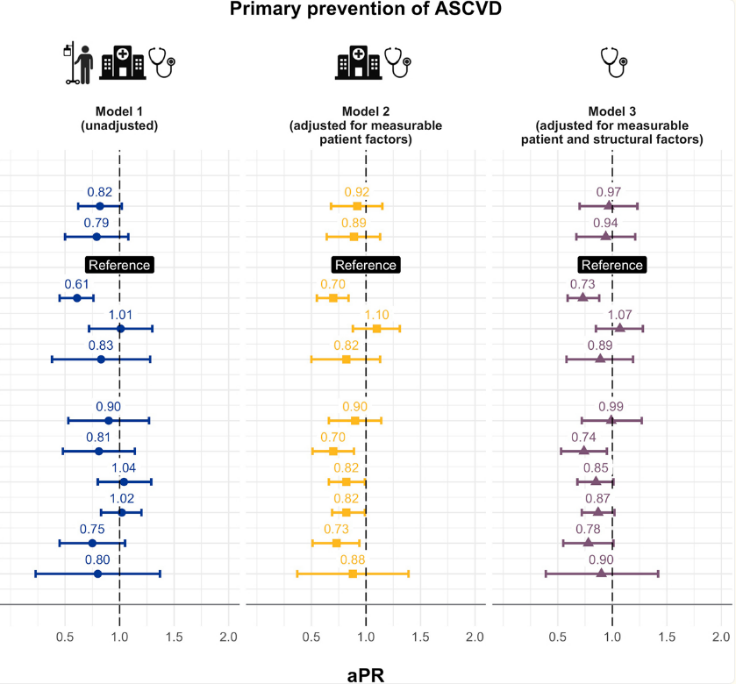 Primary prevention of ASCVD
Model 1
(unadjusted)
Model 2
(adjusted for measurable
patient factors)
Model 3
(adjusted for measurable
patient and structural factors)
0.82 0.92 0.97
0.79 0.89 0.94
Reference Reference Reference
0.61 0.70 0.73
1.01 1.10 1.07
0.83 0.82 0.89
0.90 0.90 0.99
0.81 0.70 0.74
1.04 0.82 0.85
1.02 0.82 0.87
0.75 0.73 0.78
0.80 0.88 0.90
0.5 1.0 1.5 2.0 0.5 1.0 1.5 2.0 0.5 1.0 1.5 2.0
aPR